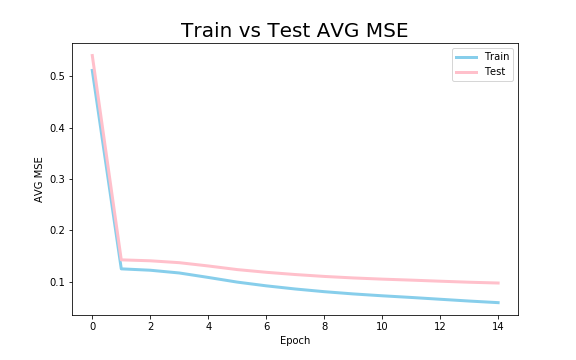 Train vs Test AVG MSE
Train
Test
0.5
0.4
0.3
0.2
0.1
AVG MSE
0 2 4 6 8 10 12 14
Epoch